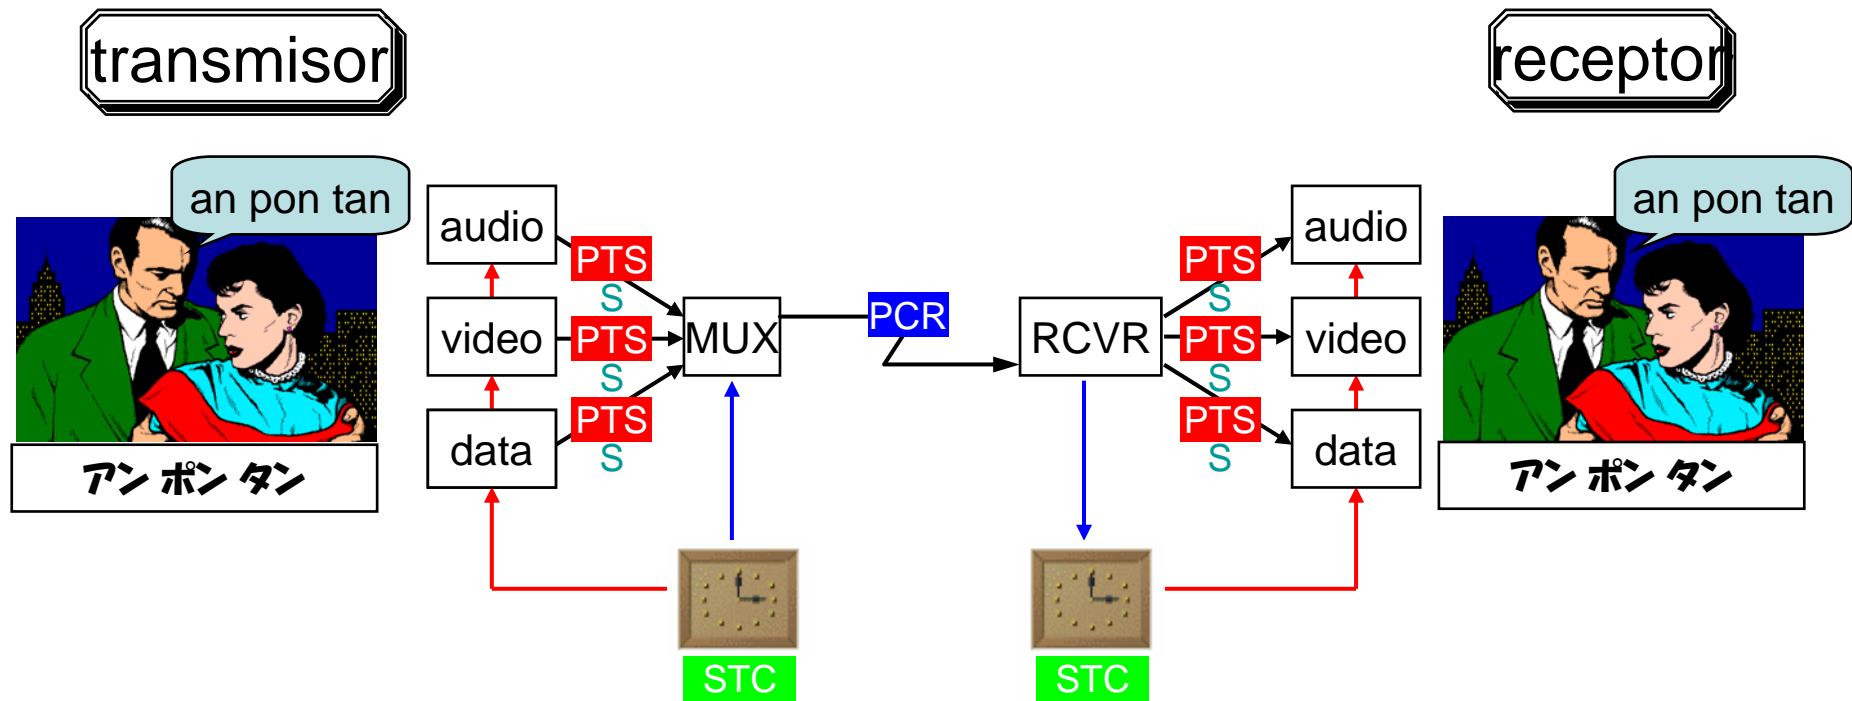 transmisor
receptor
an pon tan
an pon tan
audio
PTS
S
video
PTS
S
data
PTS
S
MUX
PCR
RCVR
PTS
S
audio
PTS
S
video
PTS
S
data
アン ポン タン
アン ポン タン
STC
STC